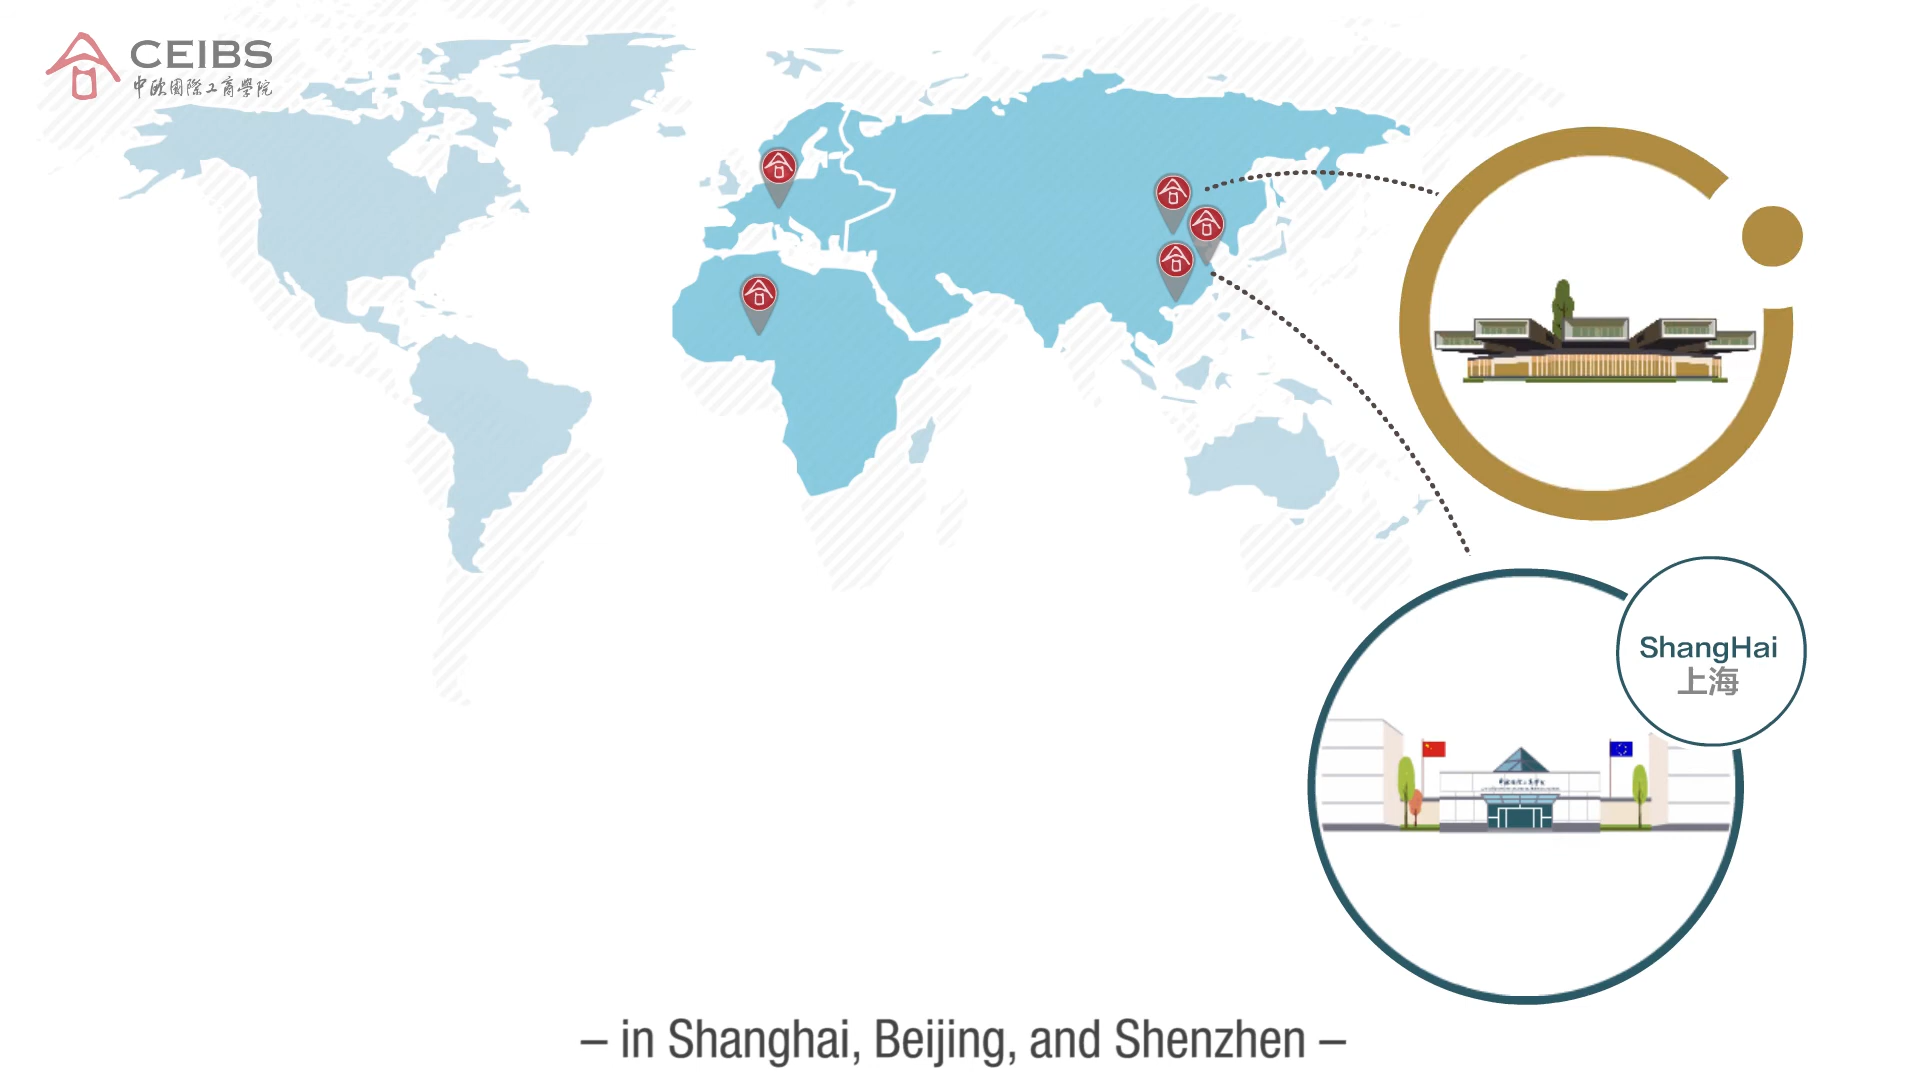 CEIBS
中欧国际工商学院
ShangHai
上海
– in Shanghai, Beijing, and Shenzhen –